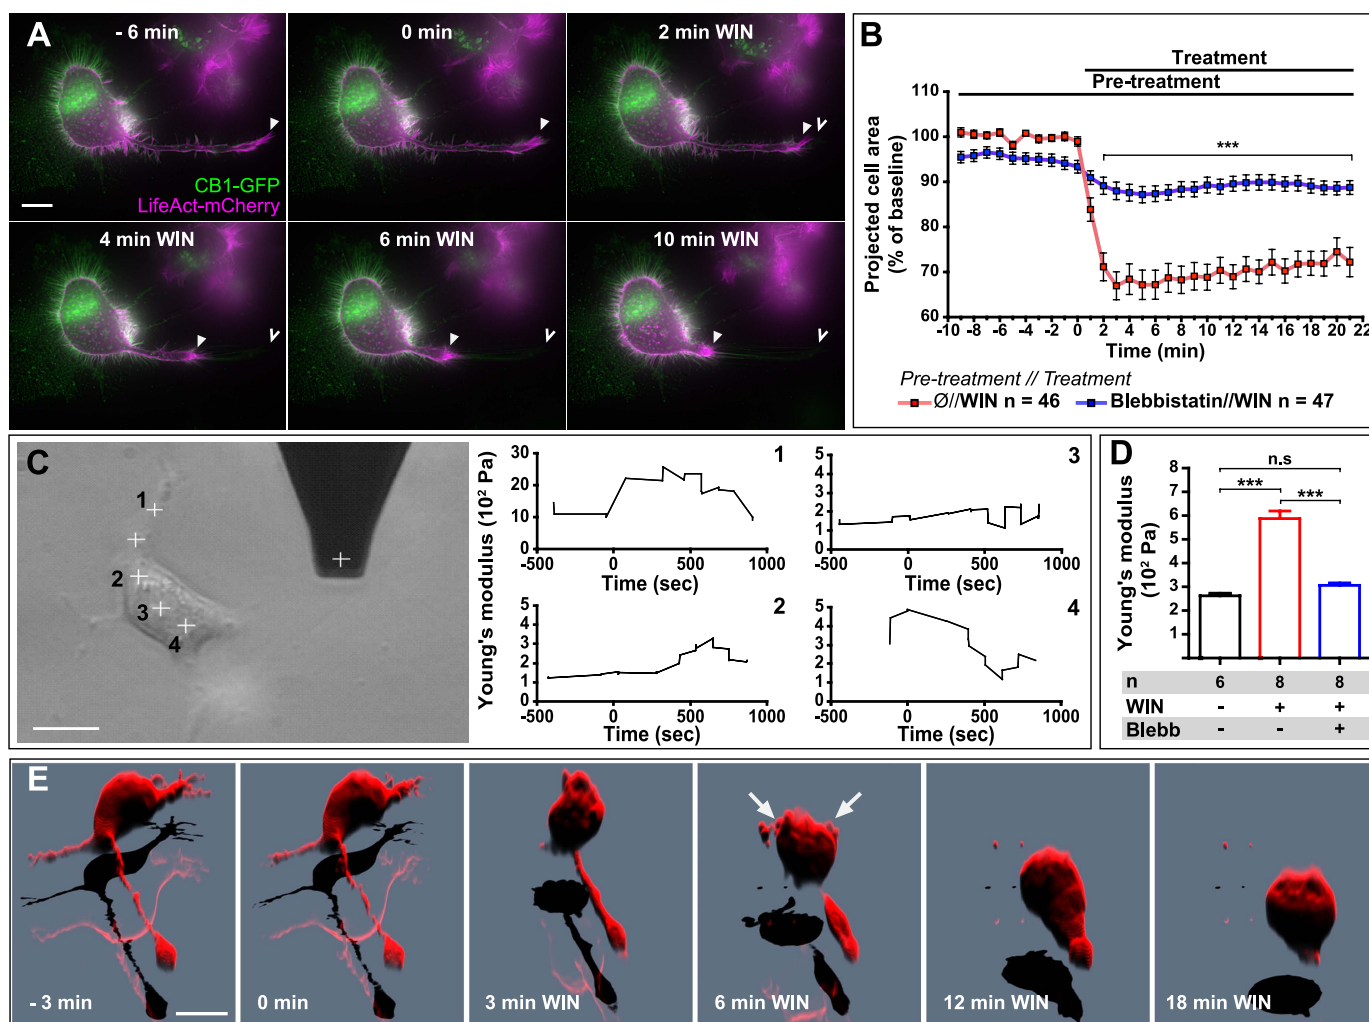 A
- 6 min
0 min
2 min WIN
CB1-GFP
LifeAct-mCherry
4 min WIN
6 min WIN
10 min WIN
B
Treatment
Pre-treatment
Projected cell area
(% of baseline)
110
100
90
80
70
60
***
-10 -8 -6 -4 -2 0 2 4 6 8 10 12 14 16 18 20 22
Time (min)
Pre-treatment // Treatment
Ø//WIN n = 46
Blebbistatin//WIN n = 47
C
1
2
3
4
Young's modulus (10² Pa)
1
30
20
10
0
-500 0 500 1000
Time (sec)
3
5
4
3
2
1
0
-500 0 500 1000
Time (sec)
2
5
4
3
2
1
0
-500 0 500 1000
Time (sec)
4
5
4
3
2
1
0
-500 0 500 1000
Time (sec)
D
Young's modulus
(10² Pa)
8
7
6
5
4
3
2
1
n.s
*** ***
n 6 8 8
WIN - + +
Blebb - - +
E
- 3 min
0 min
3 min WIN
6 min WIN
12 min WIN
18 min WIN